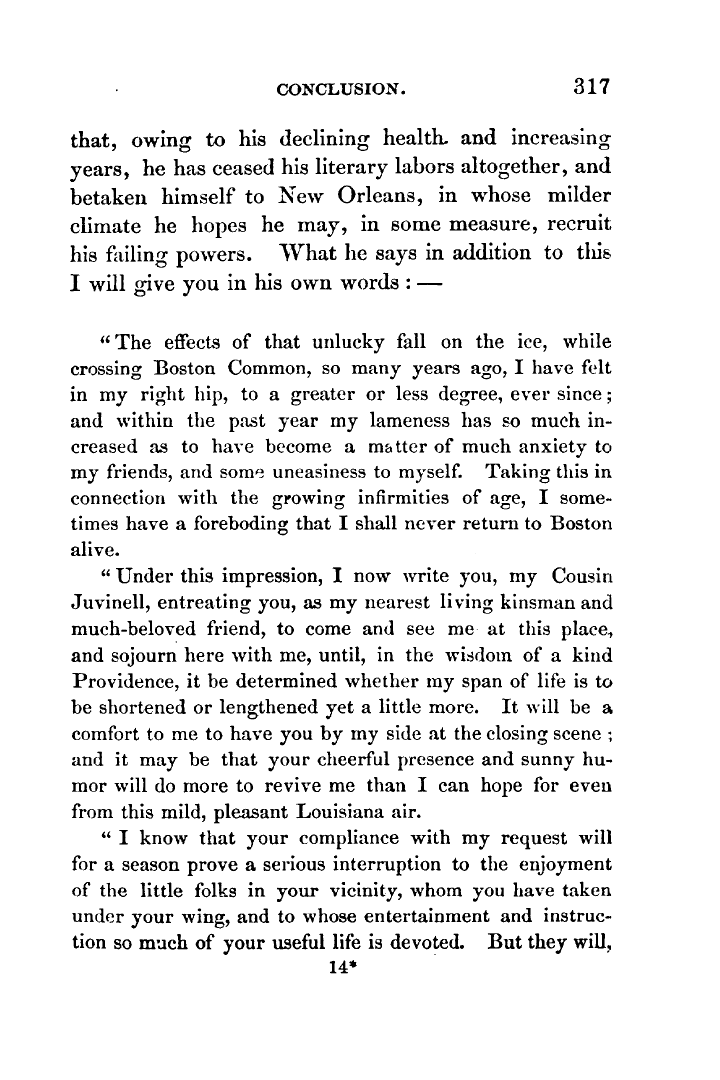 CONCLUSION. 317
that, owing to his declining health and increasing
years, he has ceased his literary labors altogether, and
betaken himself to New Orleans, in whose milder
climate he hopes he may, in some measure, recruit
his failing powers. What he says in addition to this
I will give you in his own words : —
“The effects of that unlucky fall on the ice, while
crossing Boston Common, so many years ago, I have felt
in my right hip, to a greater or less degree, ever since ;
and within the past year my lameness has so much in-
creased as to have become a matter of much anxiety to
my friends, and some uneasiness to myself. Taking this in
connection with the growing infirmities of age, I some-
times have a foreboding that I shall never return to Boston
alive.
“Under this impression, I now write you, my Cousin
Juvinell, entreating you, as my nearest living kinsman and
much-beloved friend, to come and see me at this place,
and sojourn here with me, until, in the wisdom of a kind
Providence, it be determined whether my span of life is to
be shortened or lengthened yet a little more. It will be a
comfort to me to have you by my side at the closing scene ;
and it may be that your cheerful presence and sunny hu-
mor will do more to revive me than I can hope for even
from this mild, pleasant Louisiana air.
“ I know that your compliance with my request will
for a season prove a serious interruption to the enjoyment
of the little folks in your vicinity, whom you have taken
under your wing, and to whose entertainment and instruc-
tion so much of your useful life is devoted. But they will,
14*